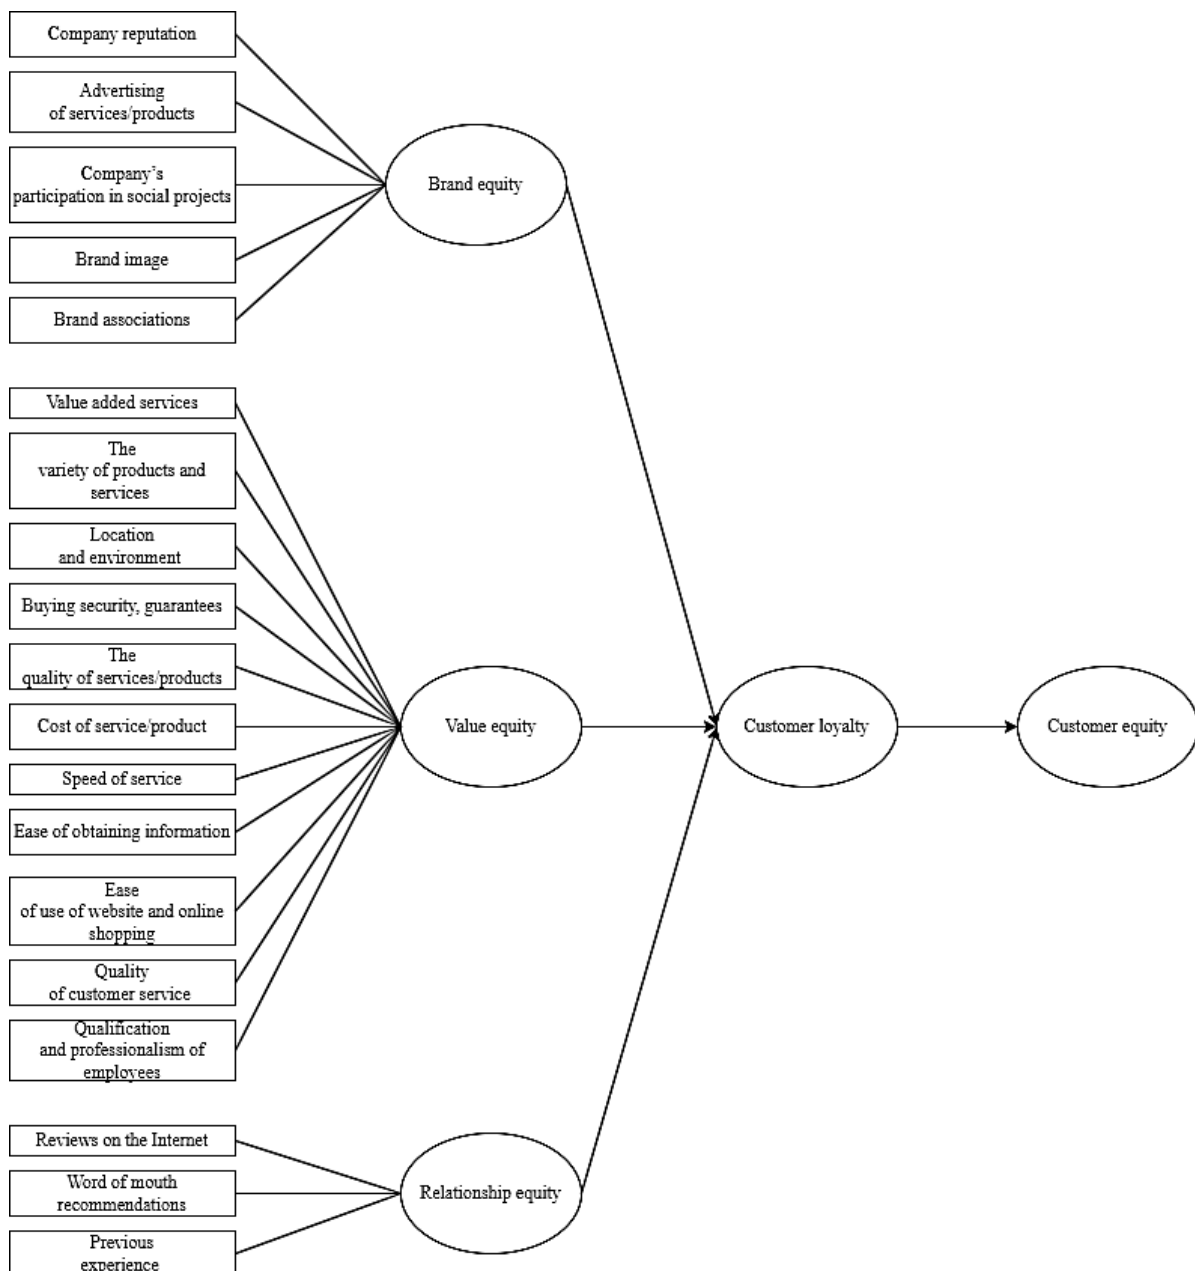 Company reputation
Advertising
of services/products
Company’s
participation in social projects
Brand image
Brand associations
Brand equity
Value added services
The
variety of products and
services
Location
and environment
Buying security, guarantees
The
quality of services/products
Cost of service/product
Speed of service
Ease of obtaining information
Ease
of use of website and online
shopping
Quality
of customer service
Qualification
and professionalism of
employees
Value equity
Customer loyalty
Customer equity
Reviews on the Internet
Word of mouth
recommendations
Previous
experience
Relationship equity